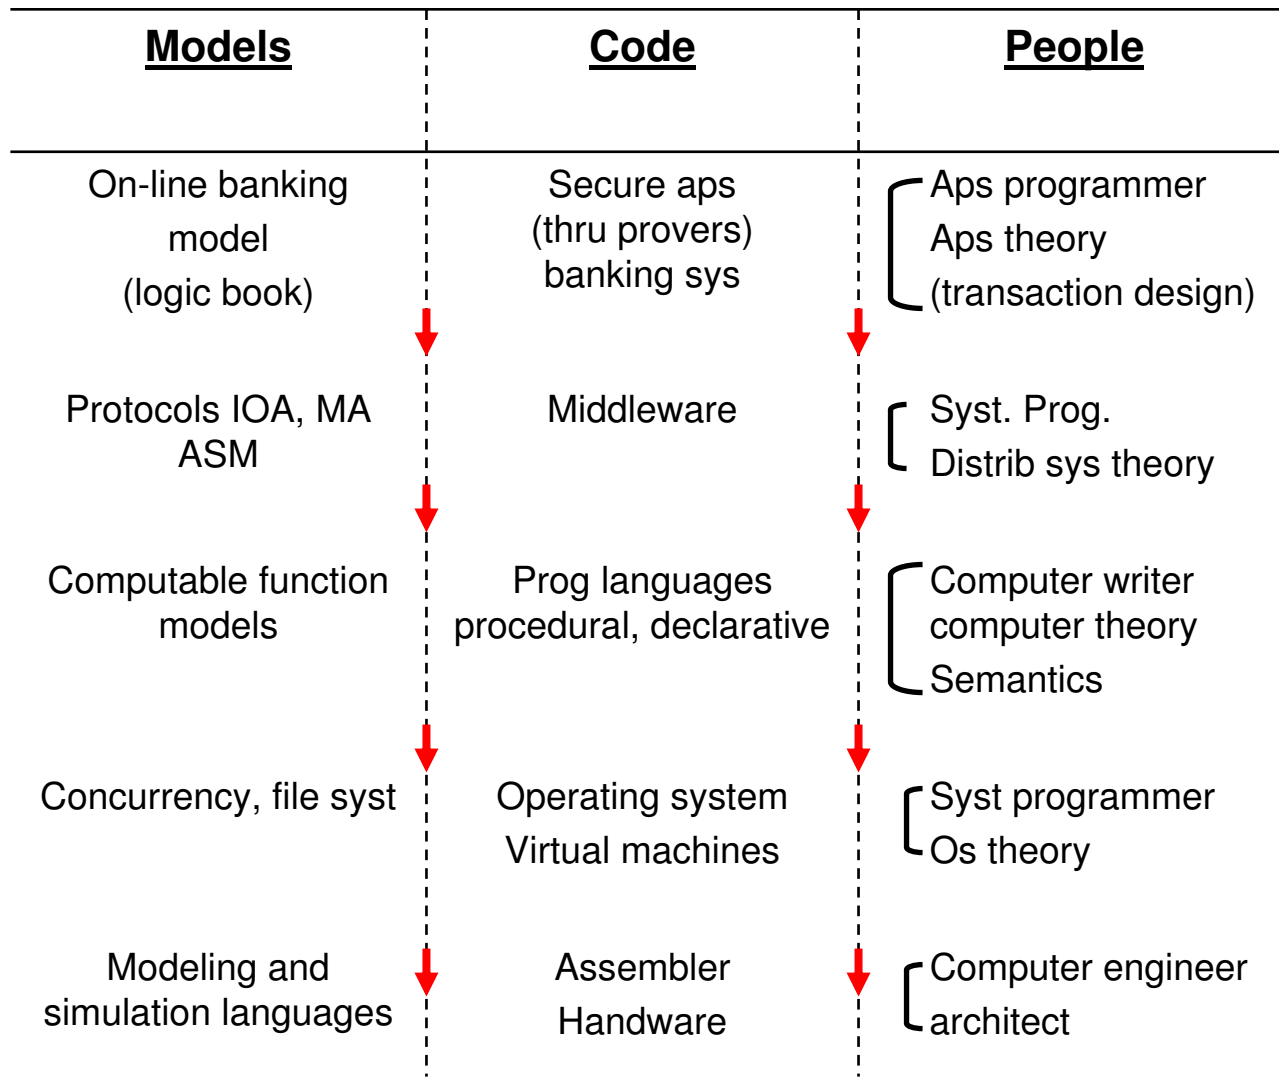 Models
Code
People
On-line banking
model
(logic book)
Secure aps
(thru provers)
banking sys
Aps programmer
Aps theory
(transaction design)
Protocols IOA, MA
ASM
Middleware
Syst. Prog.
Distrib sys theory
Computable function
models
Prog languages
procedural, declarative
Computer writer
computer theory
Semantics
Concurrency, file syst
Operating system
Virtual machines
Syst programmer
Os theory
Modeling and
simulation languages
Assembler
Handware
Computer engineer
architect